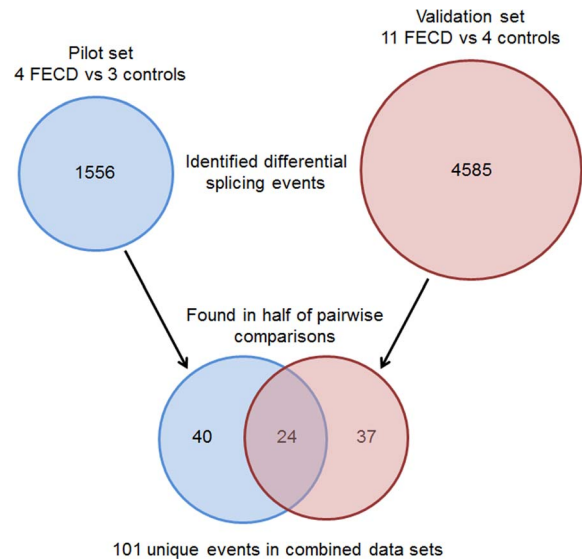 Pilot set
4 FECD vs 3 controls
Validation set
11 FECD vs 4 controls
1556
Identified differential
splicing events
4585
Found in half of pairwise
comparisons
40
24
37
101 unique events in combined data sets